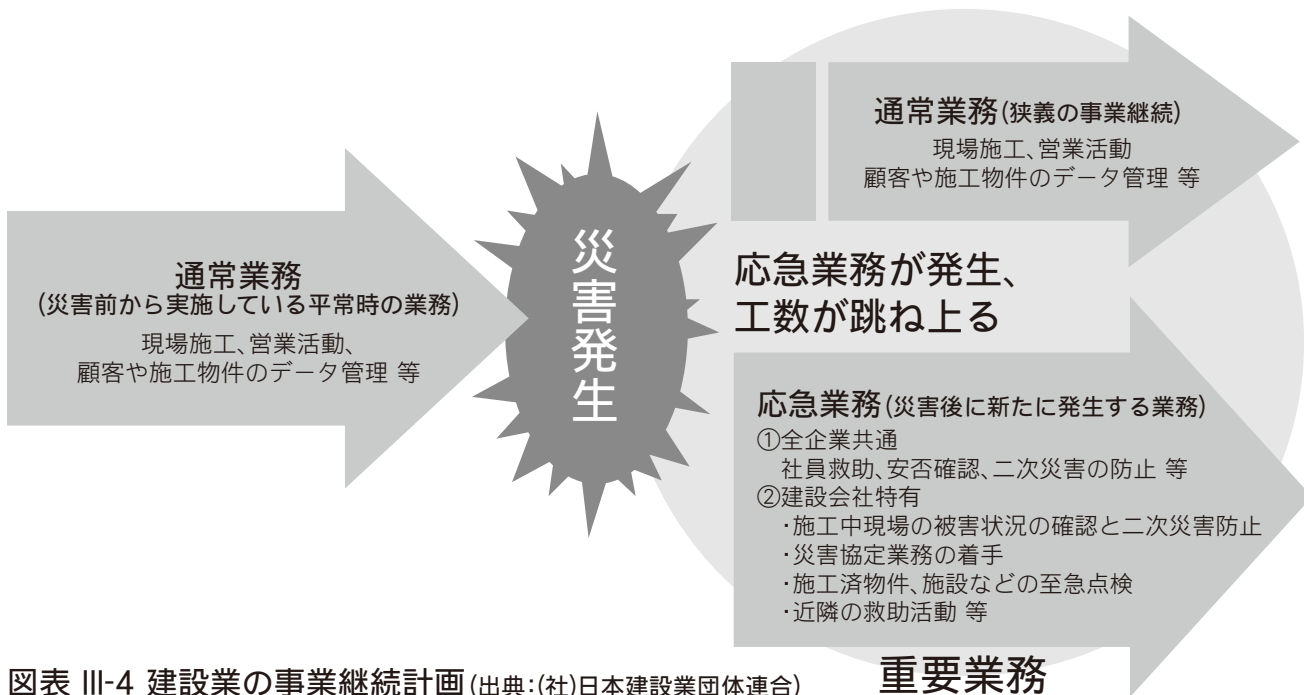 通常業務
(災害前から実施している平常時の業務)
現場施工、営業活動、
顧客や施工物件のデータ管理 等
災害発生
通常業務(狭義の事業継続)
現場施工、営業活動
顧客や施工物件のデータ管理 等
応急業務が発生、
工数が跳ね上る
応急業務(災害後に新たに発生する業務)
①全企業共通
社員救助、安否確認、二次災害の防止 等
②建設会社特有
・施工中現場の被害状況の確認と二次災害防止
・災害協定業務の着手
・施工済物件、施設などの至急点検
・近隣の救助活動 等
重要業務
図表 III-4 建設業の事業継続計画(出典:(社)日本建設業団体連合)